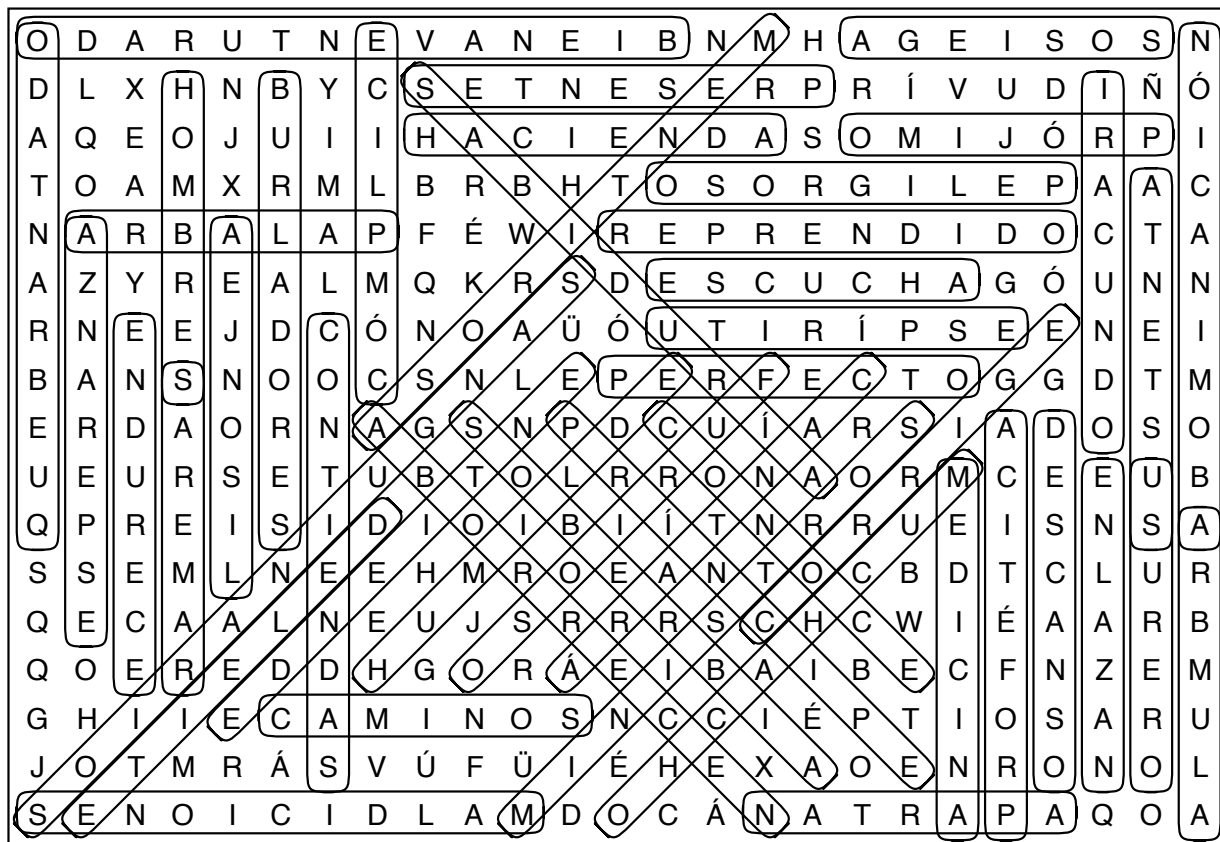 O D A R U T N E V A N E I B N M H A G E I S O S N
D L X H N B Y C S E T N E S E R P R Í V U D I Ñ Ó
A Q E O J U I I H A C I E N D A S O M I J Ó R P I
T O A M X R M L B R B H T O S O R G I L E P A A C
N A R B A L A P F É W I R E P R E N D I D O C T A
A Z Y R E A L M Q K R S D E S C U C H A G Ó U N N
R N E E J D C Ó N O A Ü Ó U T I R Í P S E E N E I
B A N S N O O C S N L E P E R F E C T O G G D T M
E R D A O R N A G S N P D C U Í A R S I A D O S O
U E U R S E T U B T O L R R O N A O R M C E E U B
Q P R E I S I D I O I B I Í T N R R U E I S N S A
S S E M L N E E H M R O E A N T O C B D T C L U R
Q E C A A L N E U J S R R R S C H C W I É A A R B
Q O E R E D D H G O R Á E I B A I B E C F N Z E M
G H I I E C A M I N O S N C C I É P T I O S A R U
J O T M R Á S V Ú F Ü I É H E X A O E N R O N O L
S E N O I C I D L A M D O C Á N A T R A P A Q O A